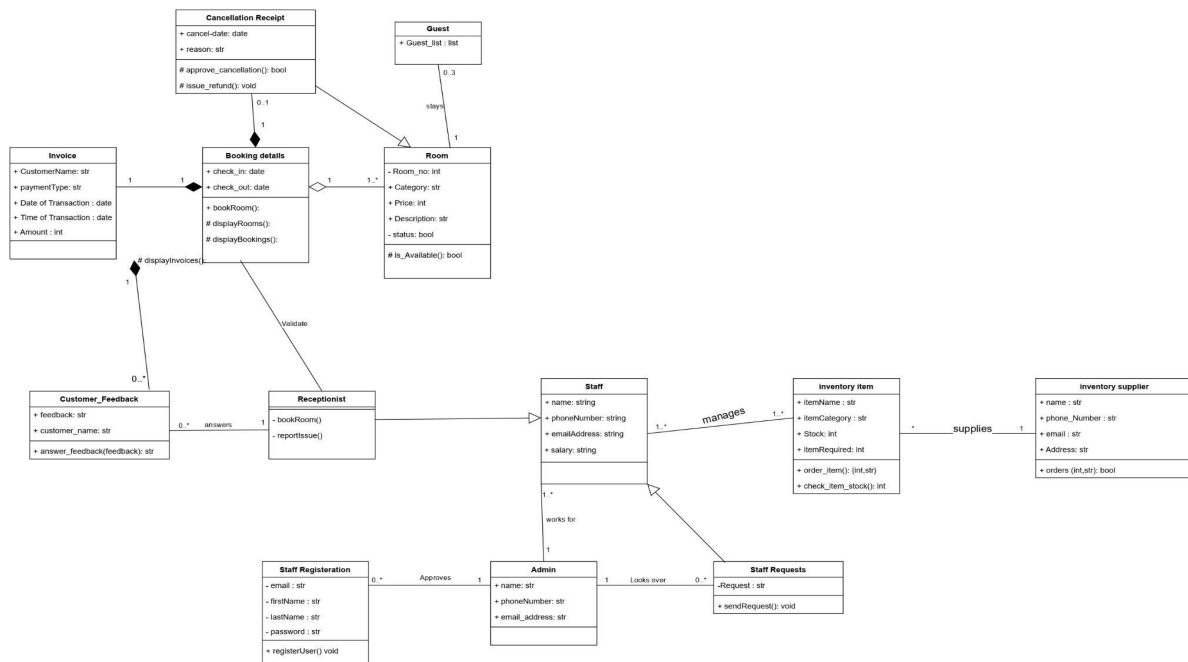 Cancellation Receipt
+ cancel-date: date
+ reason: str
# approve_cancellation(): bool
# issue_refund(): void
Guest
+ Guest_list : list
0..1
1
0..3
stays
1
Invoice
+ CustomerName: str
+ paymentType: str
+ Date of Transaction : date
+ Time of Transaction : date
+ Amount : int
1
1
Booking details
+ check_in: date
+ check_out: date
+ bookRoom():
# displayRooms():
# displayBookings():
# displayInvoices():
1
1..*
Room
- Room_no: int
+ Category: str
+ Price: int
+ Description: str
- status: bool
# is_Available(): bool
1
0..*
Validate
Customer_Feedback
+ feedback: str
+ customer_name: str
+ answer_feedback(feedback): str
0..*
answers
1
Receptionist
- bookRoom()
- reportIssue()
Staff
+ name: string
+ phoneNumber: string
+ emailAddress: string
+ salary: string
1..*
manages
1..*
inventory item
+ itemName : str
+ itemCategory : str
+ Stock: int
+ itemRequired: int
+ order_item(): {int,str}
+ check_item_stock(): int
*
supplies
1
inventory supplier
+ name : str
+ phone_Number : str
+ email : str
+ Address: str
+ orders (int,str): bool
1..*
works for
1
Staff Registeration
- email : str
- firstName : str
- lastName : str
- password : str
+ registerUser() void
0..*
Approves
1
Admin
+ name: str
+ phoneNumber: str
+ email_address: str
1
Looks over
0..*
Staff Requests
-Request : str
+ sendRequest(): void